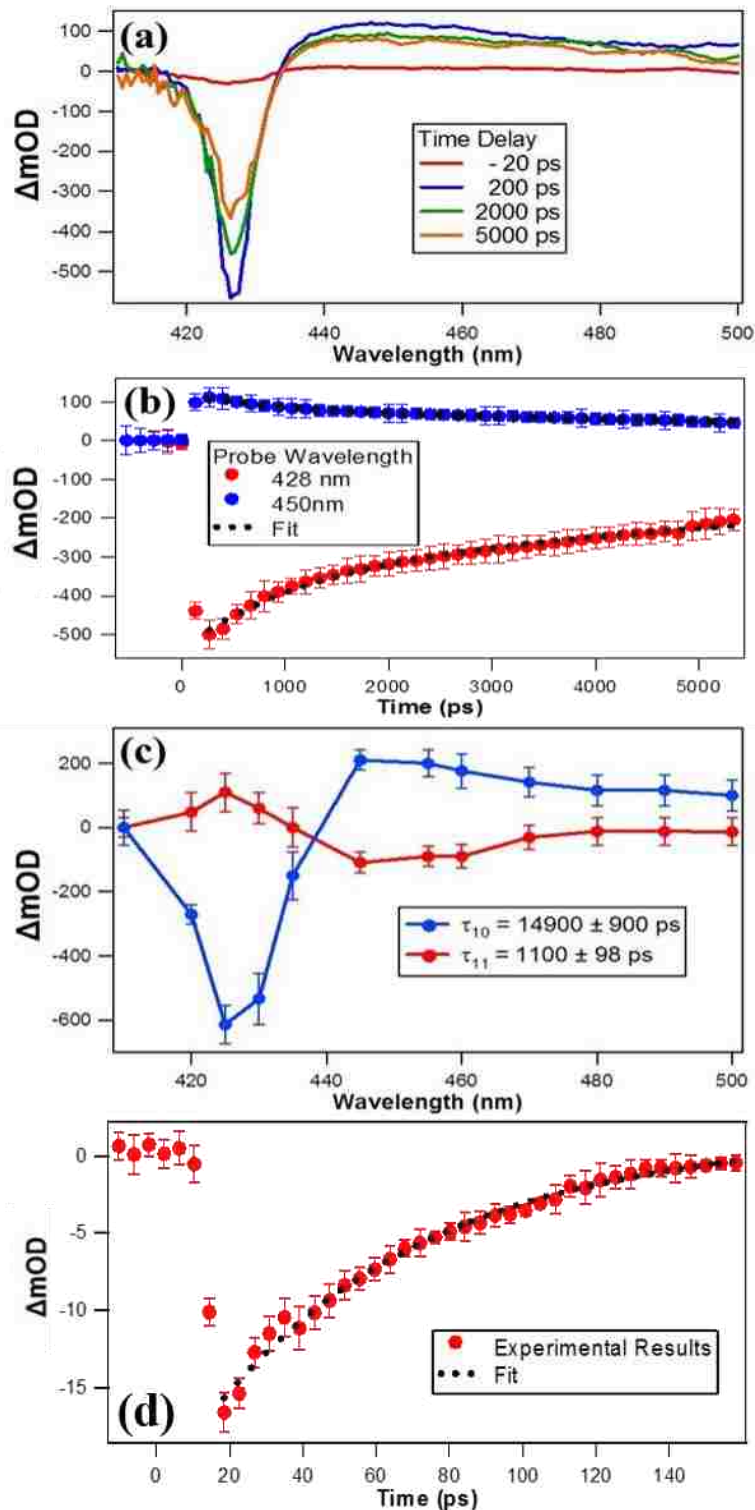 (a)
100
0
-100
-200
-300
-400
-500
ΔmOD
Time Delay
- 20 ps
200 ps
2000 ps
5000 ps
420
440
460
480
500
Wavelength (nm)
(b)
100
0
-100
-200
-300
-400
-500
ΔmOD
Probe Wavelength
428 nm
450nm
Fit
0
1000
2000
3000
4000
5000
Time (ps)
(c)
200
0
-200
-400
-600
ΔmOD
τ10 = 14900 ± 900 ps
τ11 = 1100 ± 98 ps
420
440
460
480
500
Wavelength (nm)
0
-5
-10
-15
ΔmOD
Experimental Results
Fit
(d)
0
20
40
60
80
100
120
140
Time (ps)